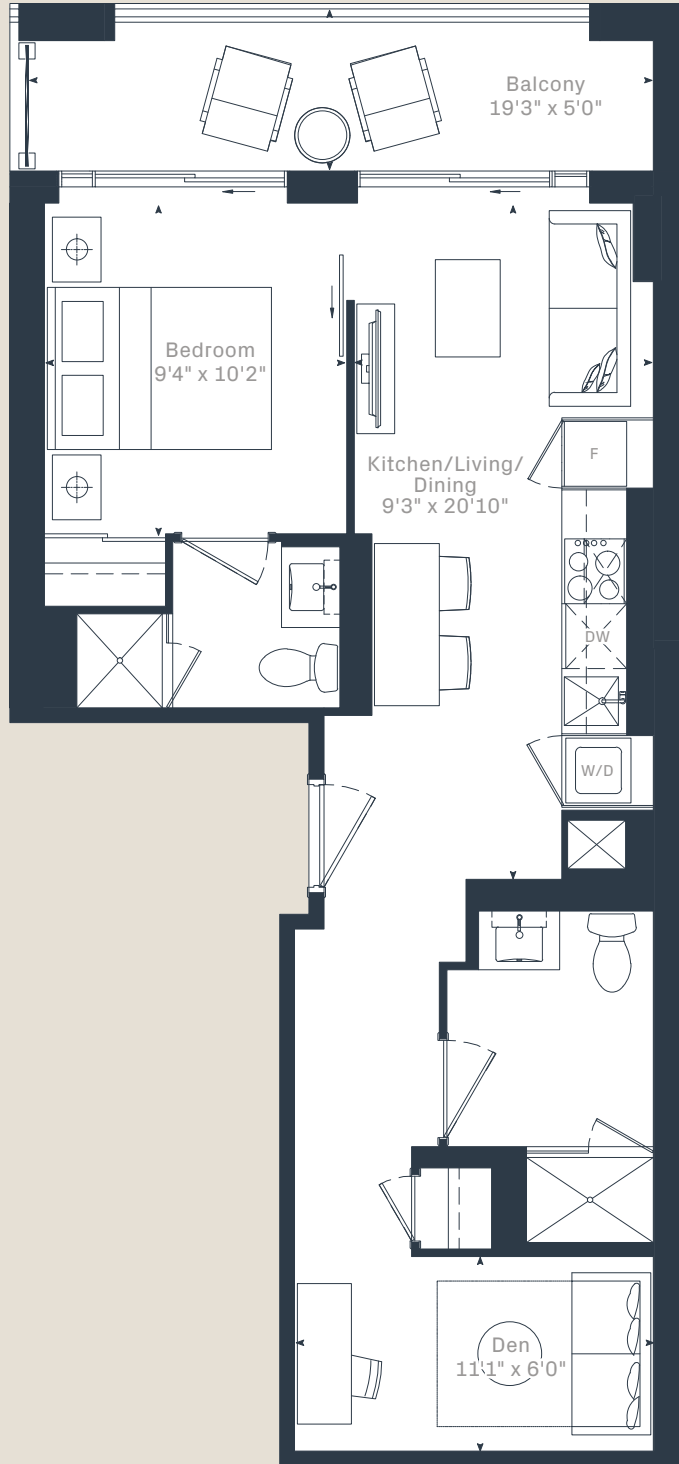 Balcony
19'3" x 5'0"
Bedroom
9'4" x 10'2"
Kitchen/Living/
Dining
9'3" x 20'10"
F
DW
W/D
Den
11'1" x 6'0"